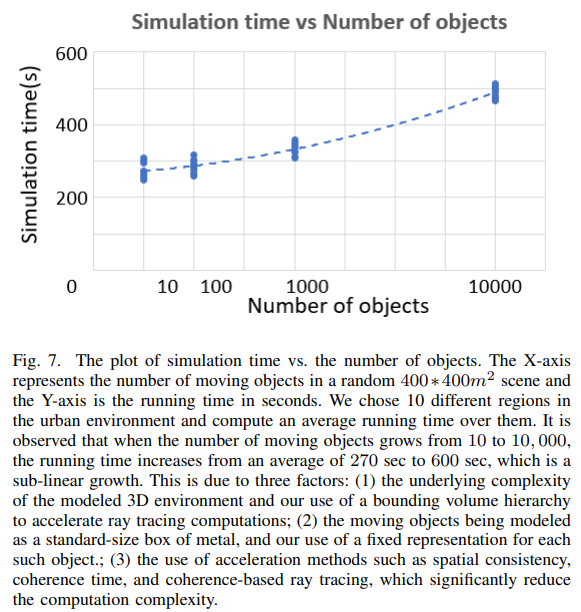 Simulation time vs Number of objects
Simulation time(s)
600
400
200
0
10
100
1000
10000
Number of objects
Fig. 7. The plot of simulation time vs. the number of objects. The X-axis
represents the number of moving objects in a random 400∗400m² scene and
the Y-axis is the running time in seconds. We chose 10 different regions in
the urban environment and compute an average running time over them. It is
observed that when the number of moving objects grows from 10 to 10, 000,
the running time increases from an average of 270 sec to 600 sec, which is a
sub-linear growth. This is due to three factors: (1) the underlying complexity
of the modeled 3D environment and our use of a bounding volume hierarchy
to accelerate ray tracing computations; (2) the moving objects being modeled
as a standard-size box of metal, and our use of a fixed representation for each
such object.; (3) the use of acceleration methods such as spatial consistency,
coherence time, and coherence-based ray tracing, which significantly reduce
the computation complexity.